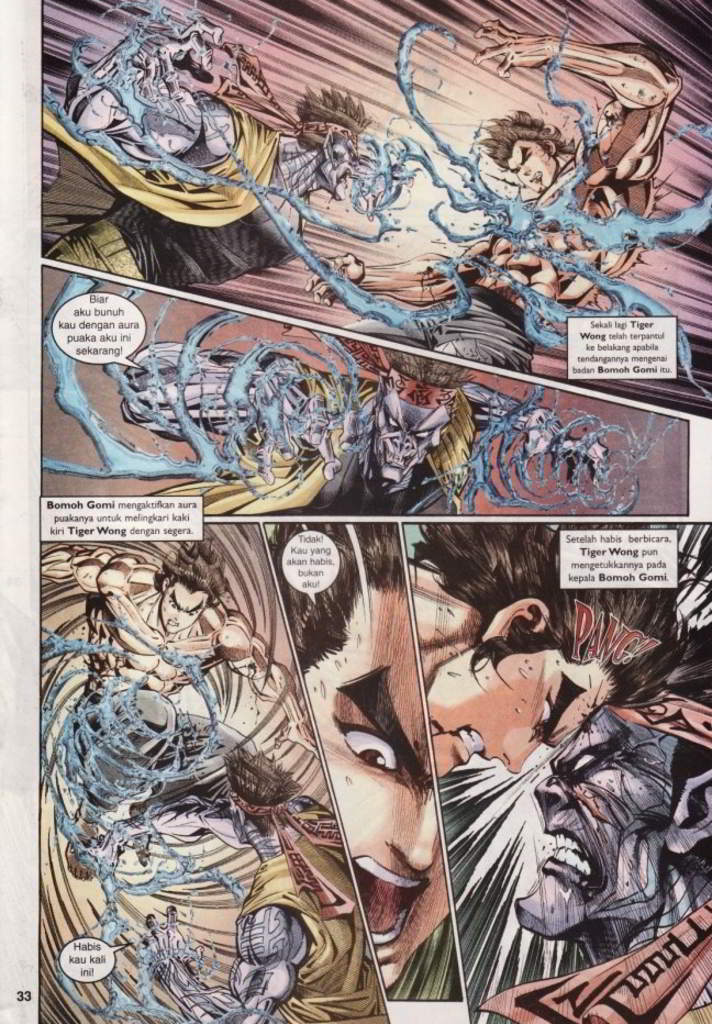 Sekali lagi Tiger
Wong telah terpantul
ke belakang apabila
tendangannya mengenai
badan Bomoh Gomi itu.
Biar
aku bunuh
kau dengan aura
puaka aku ini
sekarang!
Bomoh Gomi mengaktifkan aura
puakanya untuk melingkari kaki
kiri Tiger Wong dengan segera.
Habis
kau kali
ini!
Tidak!
Kau yang
akan habis,
bukan
aku!
Setelah habis berbicara,
Tiger Wong pun
mengetukkannya pada
kepala Bomoh Gomi.
PANG!!
33